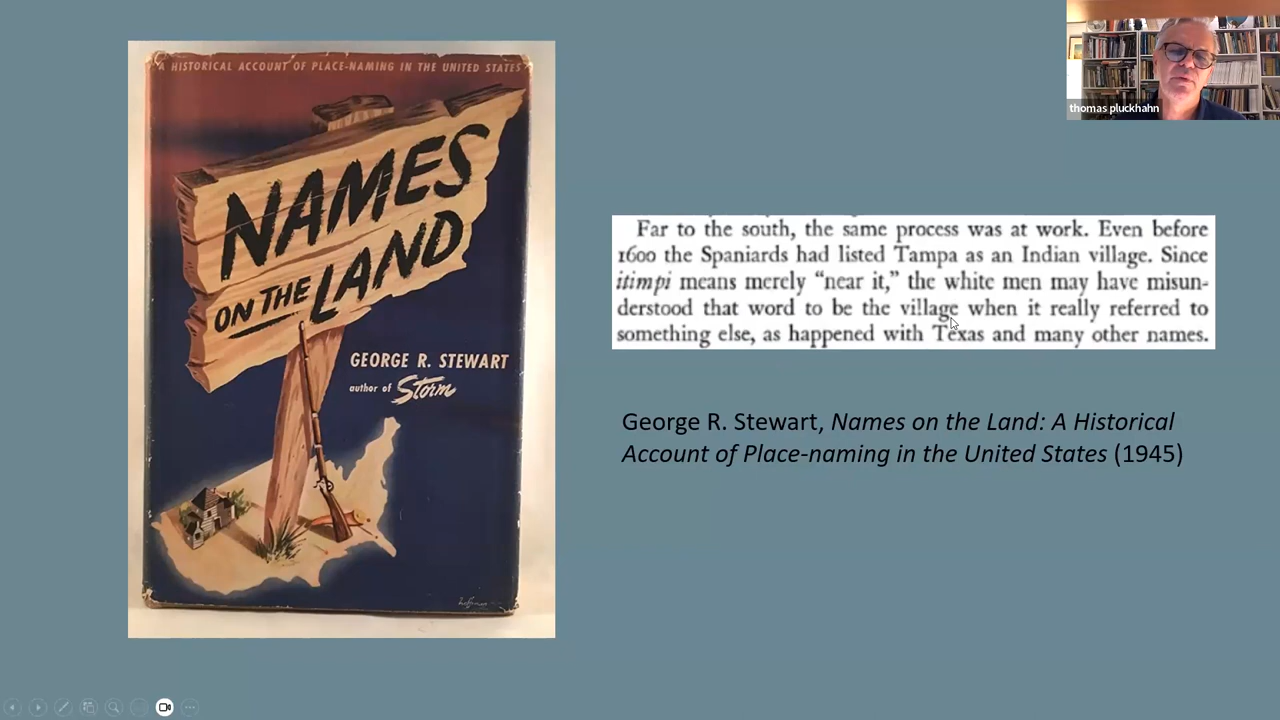 A HISTORICAL ACCOUNT OF PLACE-NAMING IN THE UNITED STATES
NAMES
ON THE LAND
GEORGE R. STEWART
author of Storm
thomas pluckhahn
Far to the south, the same process was at work. Even before
1600 the Spaniards had listed Tampa as an Indian village. Since
itimpi means merely “near it,” the white men may have misun-
derstood that word to be the village when it really referred to
something else, as happened with Texas and many other names.
George R. Stewart, Names on the Land: A Historical
Account of Place-naming in the United States (1945)